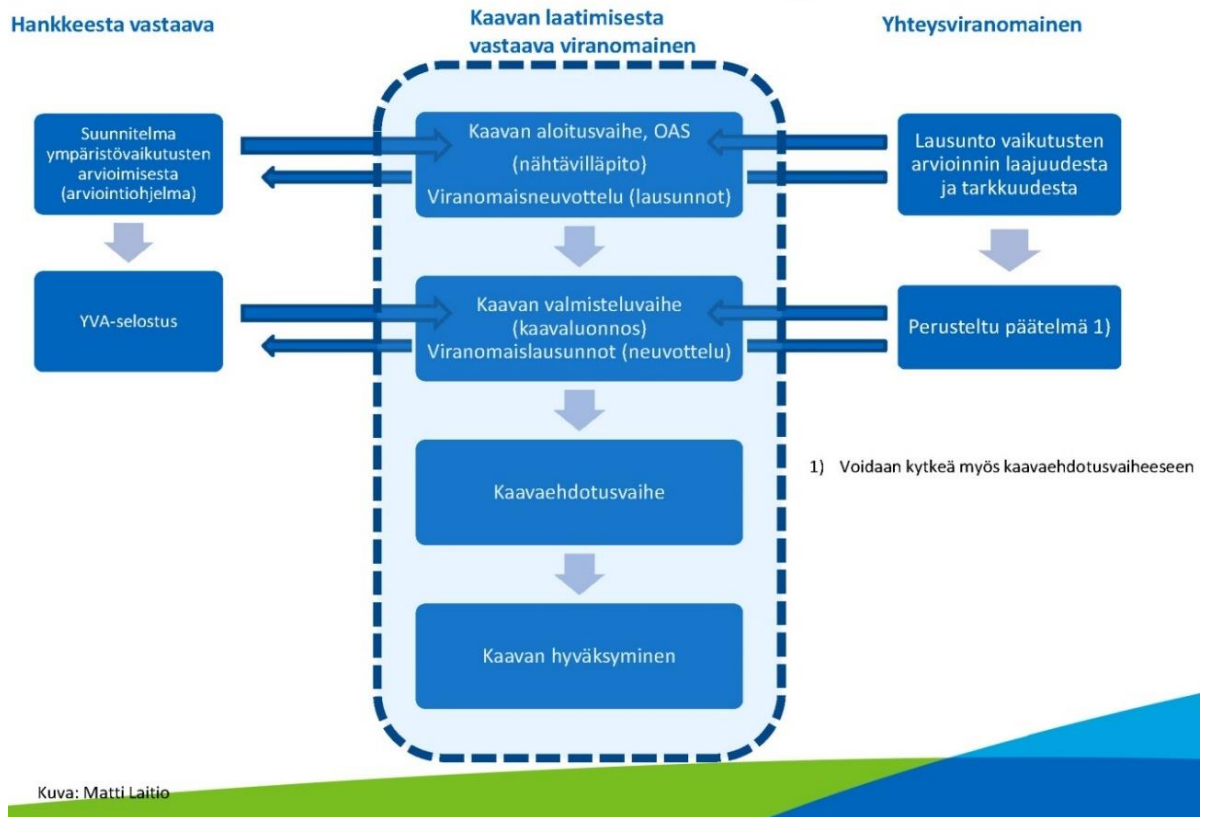 Hankkeesta vastaava
Kaavan laatimisesta
vastaava viranomainen
Yhteysviranomainen
Suunnitelma
ympäristövaikutusten
arvioimisesta
(arviointiohjelma)
Kaavan aloitusvaihe, OAS
(nähtävilläpito)
Viranomaisneuvottelu (lausunnot)
Lausunto vaikutusten
arvioinnin laajuudesta
ja tarkkuudesta
YVA-selostus
Kaavan valmisteluvaihe
(kaavaluonnos)
Viranomaislausunnot (neuvottelu)
Perusteltu päätelmä 1)
Kaavaehdotusvaihe
1) Voidaan kytkeä myös kaavaehdotusvaiheeseen
Kaavan hyväksyminen
Kuva: Matti Laitio